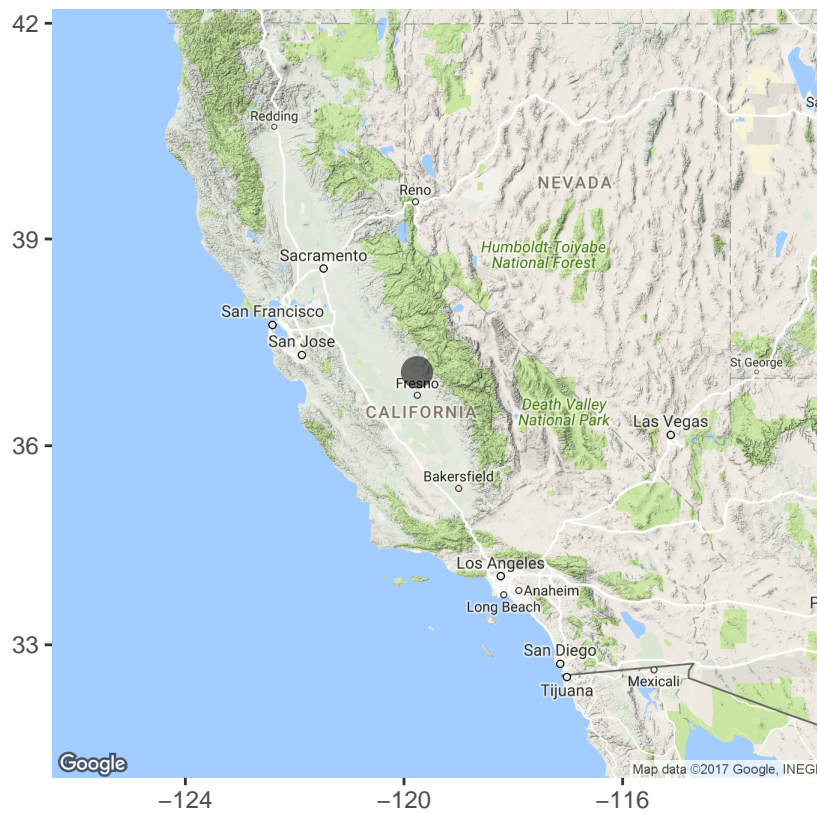 42
Redding
Sa
Reno
NEVADA
39
Humboldt-Toiyabe
National Forest
Sacramento
San Francisco
San Jose
St George
Fresno
CALIFORNIA
Death Valley
National Park
Las Vegas
36
Bakersfield
Los Angeles
Anaheim
Long Beach
P
33
San Diego
Mexicali
Tijuana
Google
Map data ©2017 Google, INEGI
−124
−120
−116